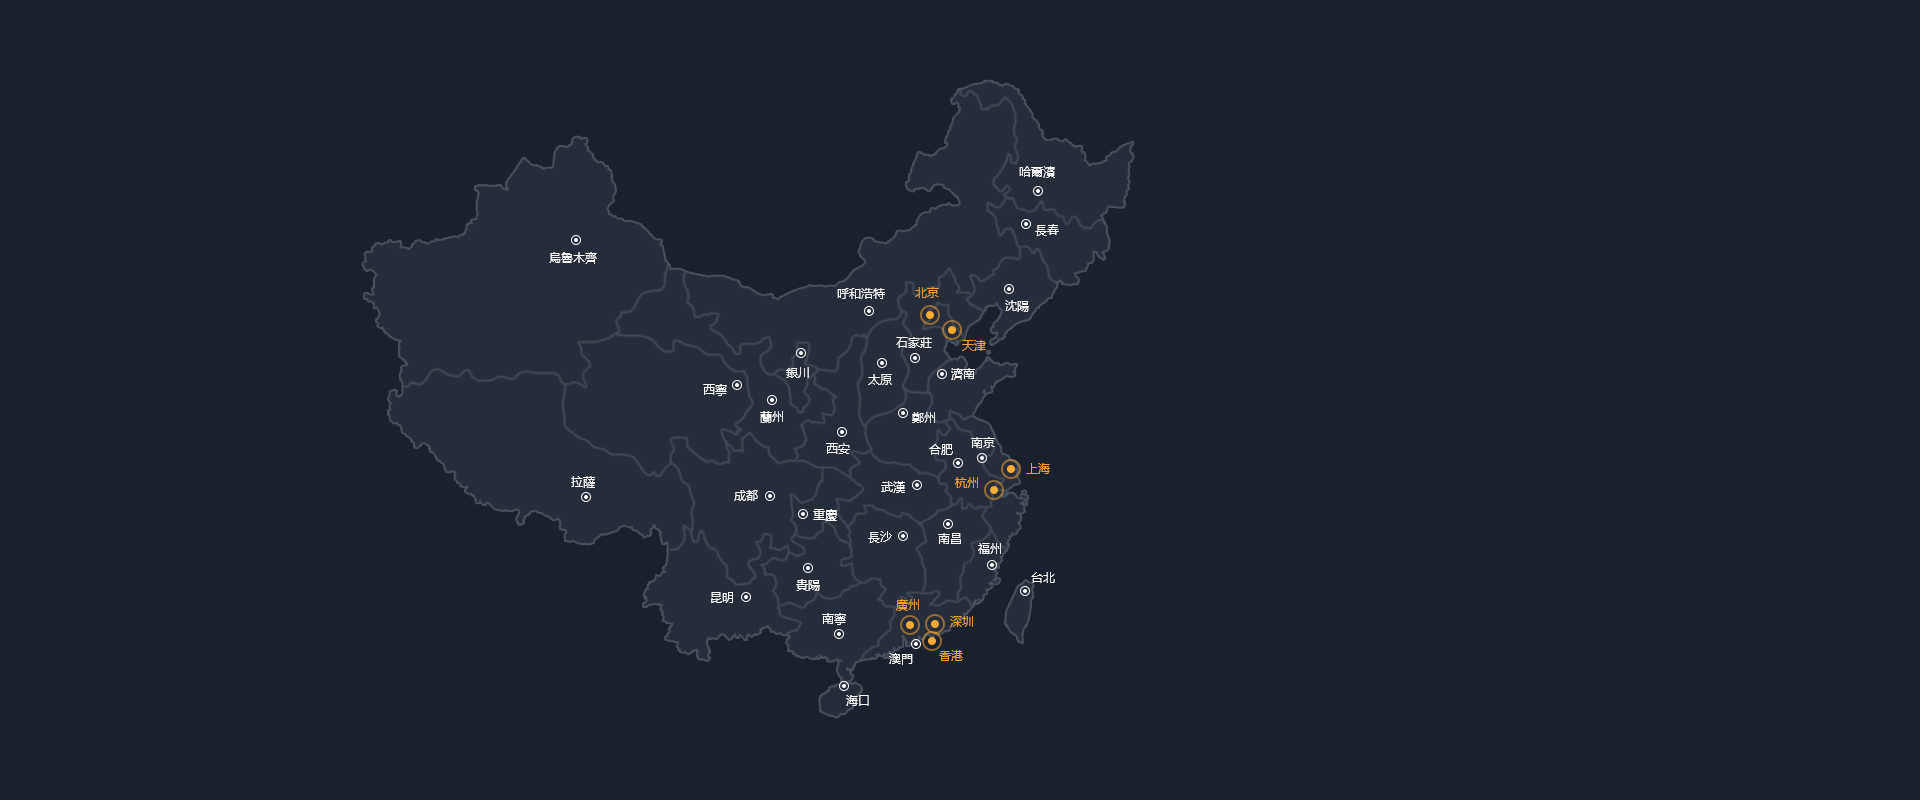 哈爾濱
長春
烏魯木齊
呼和浩特
北京
沈陽
石家莊
天津
銀川
太原
濟南
西寧
蘭州
鄭州
西安
合肥
南京
上海
拉薩
成都
武漢
杭州
重慶
長沙
南昌
福州
貴陽
台北
昆明
廣州
南寧
深圳
澳門
香港
海口